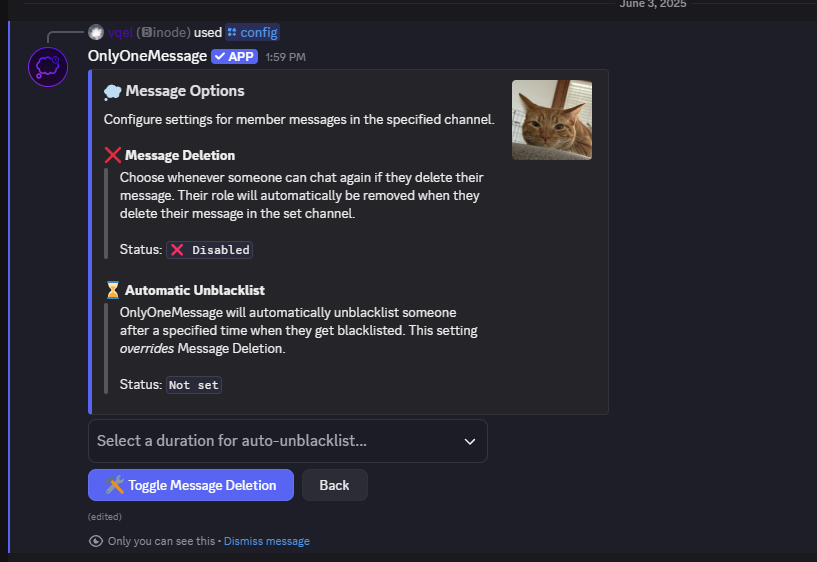 June 3, 2025
vqel (🅱inode) used config
OnlyOneMessage ✓ APP 1:59 PM
Message Options
Configure settings for member messages in the specified channel.
❌ Message Deletion
Choose whenever someone can chat again if they delete their
message. Their role will automatically be removed when they
delete their message in the set channel.
Status: ❌ Disabled
⏳ Automatic Unblacklist
OnlyOneMessage will automatically unblacklist someone
after a specified time when they get blacklisted. This setting
overrides Message Deletion.
Status: Not set
Select a duration for auto-unblacklist...
🛠️ Toggle Message Deletion Back
(edited)
Only you can see this • Dismiss message